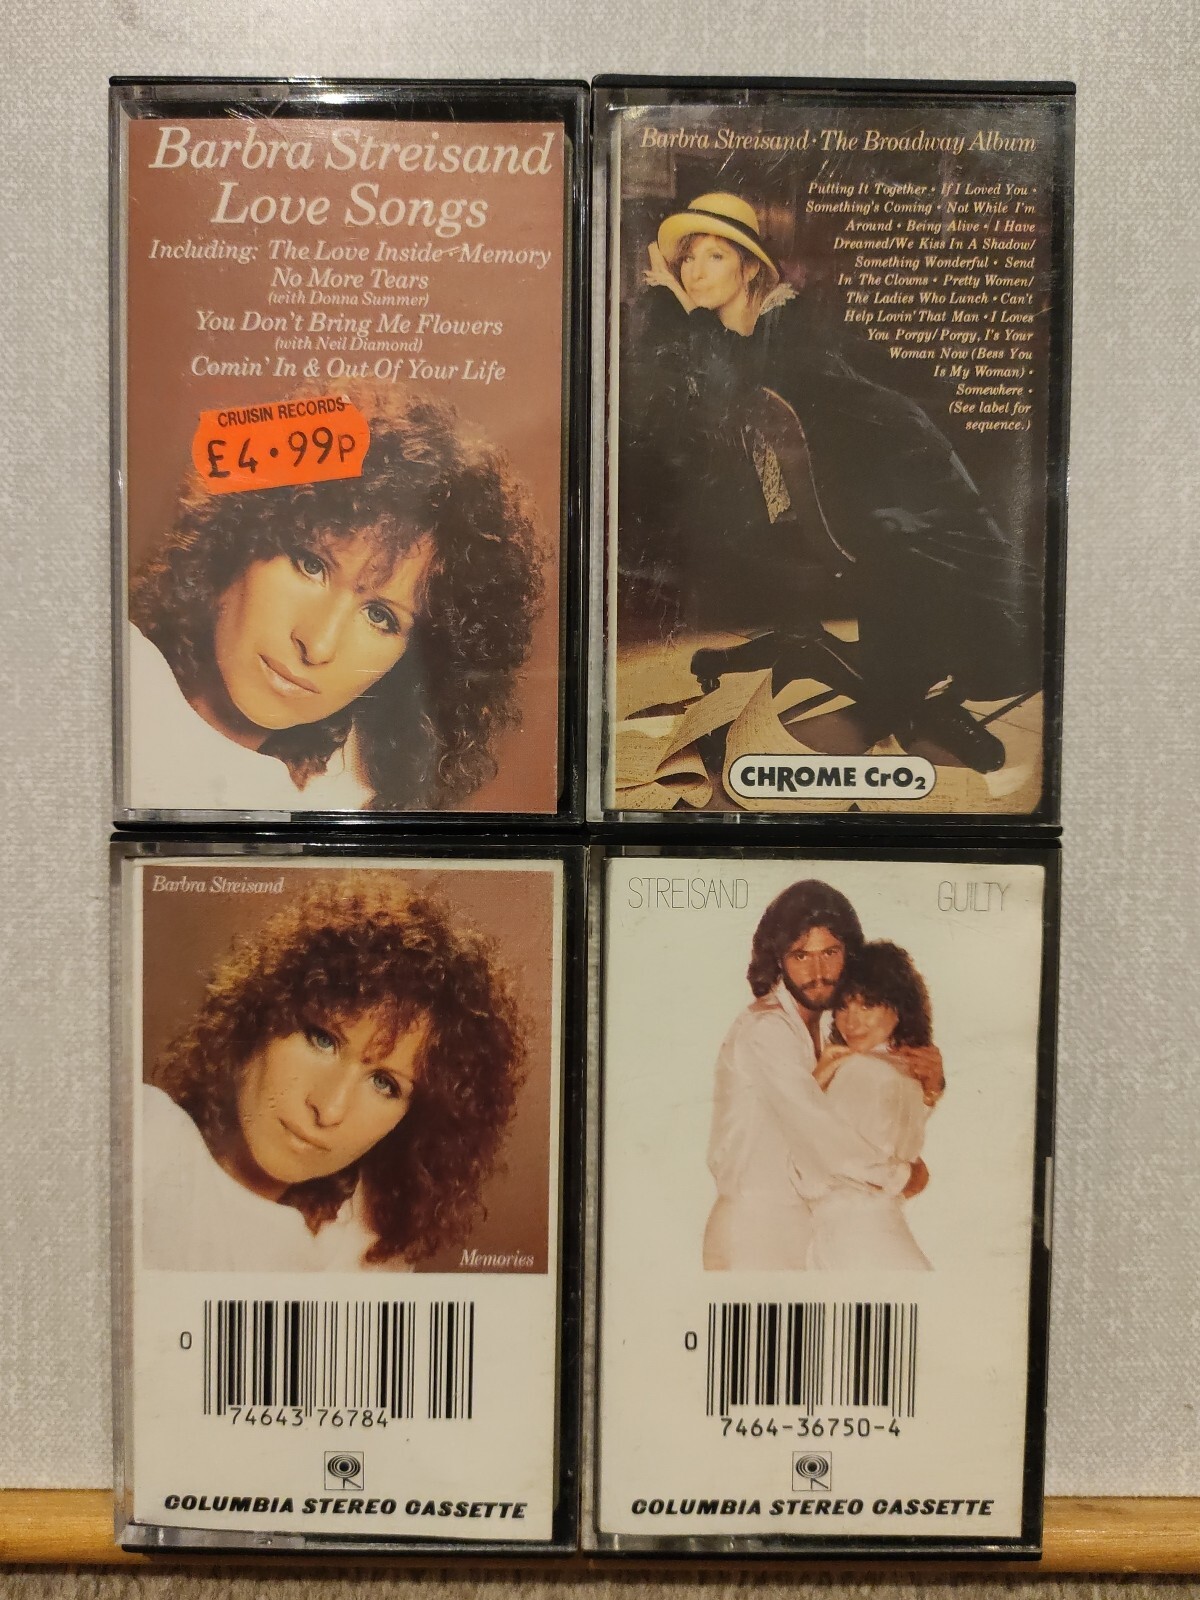 Barbra Streisand
Love Songs
Including: The Love Inside - Memory
No More Tears
(with Donna Summer)
You Don't Bring Me Flowers
(with Neil Diamond)
Comin' In & Out Of Your Life
CRUISIN RECORDS
£4.99P
Barbra Streisand • The Broadway Album
Putting It Together • If I Loved You •
Something's Coming • Not While I'm
Around • Being Alive • I Have
Dreamed/We Kiss In A Shadow/
Something Wonderful • Send
In The Clowns • Pretty Women/
The Ladies Who Lunch • Can't
Help Lovin' That Man • I Loves
You Porgy/Porgy, I's Your
Woman Now (Bess You
Is My Woman) •
Somewhere •
(See label for
sequence.)
CHROME CrO2
Barbra Streisand
Memories
0
74643 76784
COLUMBIA STEREO CASSETTE
STREISAND GUILTY
0
7464-36750-4
COLUMBIA STEREO CASSETTE